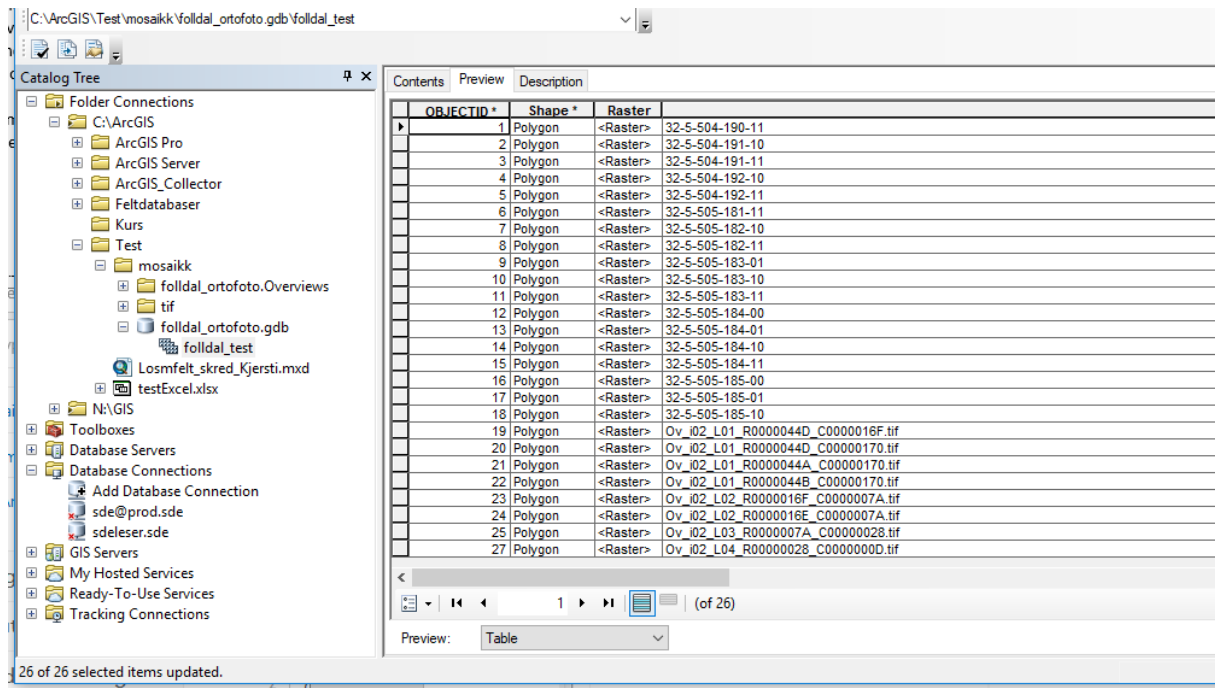 C:\ArcGIS\Test\mosaikk\folldal_ortofoto.gdb\folldal_test
Catalog Tree
Folder Connections
C:\ArcGIS
ArcGIS Pro
ArcGIS Server
ArcGIS_Collector
Feltdatabaser
Kurs
Test
mosaikk
folldal_ortofoto.Overviews
tif
folldal_ortofoto.gdb
folldal_test
Losmfelt_skred_Kjersti.mxd
testExcel.xlsx
N:\GIS
Toolboxes
Database Servers
Database Connections
Add Database Connection
sde@prod.sde
sdeleser.sde
GIS Servers
My Hosted Services
Ready-To-Use Services
Tracking Connections
Contents Preview Description
OBJECTID * Shape * Raster
1 Polygon <Raster> 32-5-504-190-11
2 Polygon <Raster> 32-5-504-191-10
3 Polygon <Raster> 32-5-504-191-11
4 Polygon <Raster> 32-5-504-192-10
5 Polygon <Raster> 32-5-504-192-11
6 Polygon <Raster> 32-5-505-181-11
7 Polygon <Raster> 32-5-505-182-10
8 Polygon <Raster> 32-5-505-182-11
9 Polygon <Raster> 32-5-505-183-01
10 Polygon <Raster> 32-5-505-183-10
11 Polygon <Raster> 32-5-505-183-11
12 Polygon <Raster> 32-5-505-184-00
13 Polygon <Raster> 32-5-505-184-01
14 Polygon <Raster> 32-5-505-184-10
15 Polygon <Raster> 32-5-505-184-11
16 Polygon <Raster> 32-5-505-185-00
17 Polygon <Raster> 32-5-505-185-01
18 Polygon <Raster> 32-5-505-185-10
19 Polygon <Raster> Ov_i02_L01_R0000044D_C0000016F.tif
20 Polygon <Raster> Ov_i02_L01_R0000044D_C00000170.tif
21 Polygon <Raster> Ov_i02_L01_R0000044A_C00000170.tif
22 Polygon <Raster> Ov_i02_L01_R0000044B_C00000170.tif
23 Polygon <Raster> Ov_i02_L02_R0000016F_C0000007A.tif
24 Polygon <Raster> Ov_i02_L02_R0000016E_C0000007A.tif
25 Polygon <Raster> Ov_i02_L03_R0000007A_C00000028.tif
27 Polygon <Raster> Ov_i02_L04_R00000028_C0000000D.tif
1 (of 26)
Preview: Table
26 of 26 selected items updated.